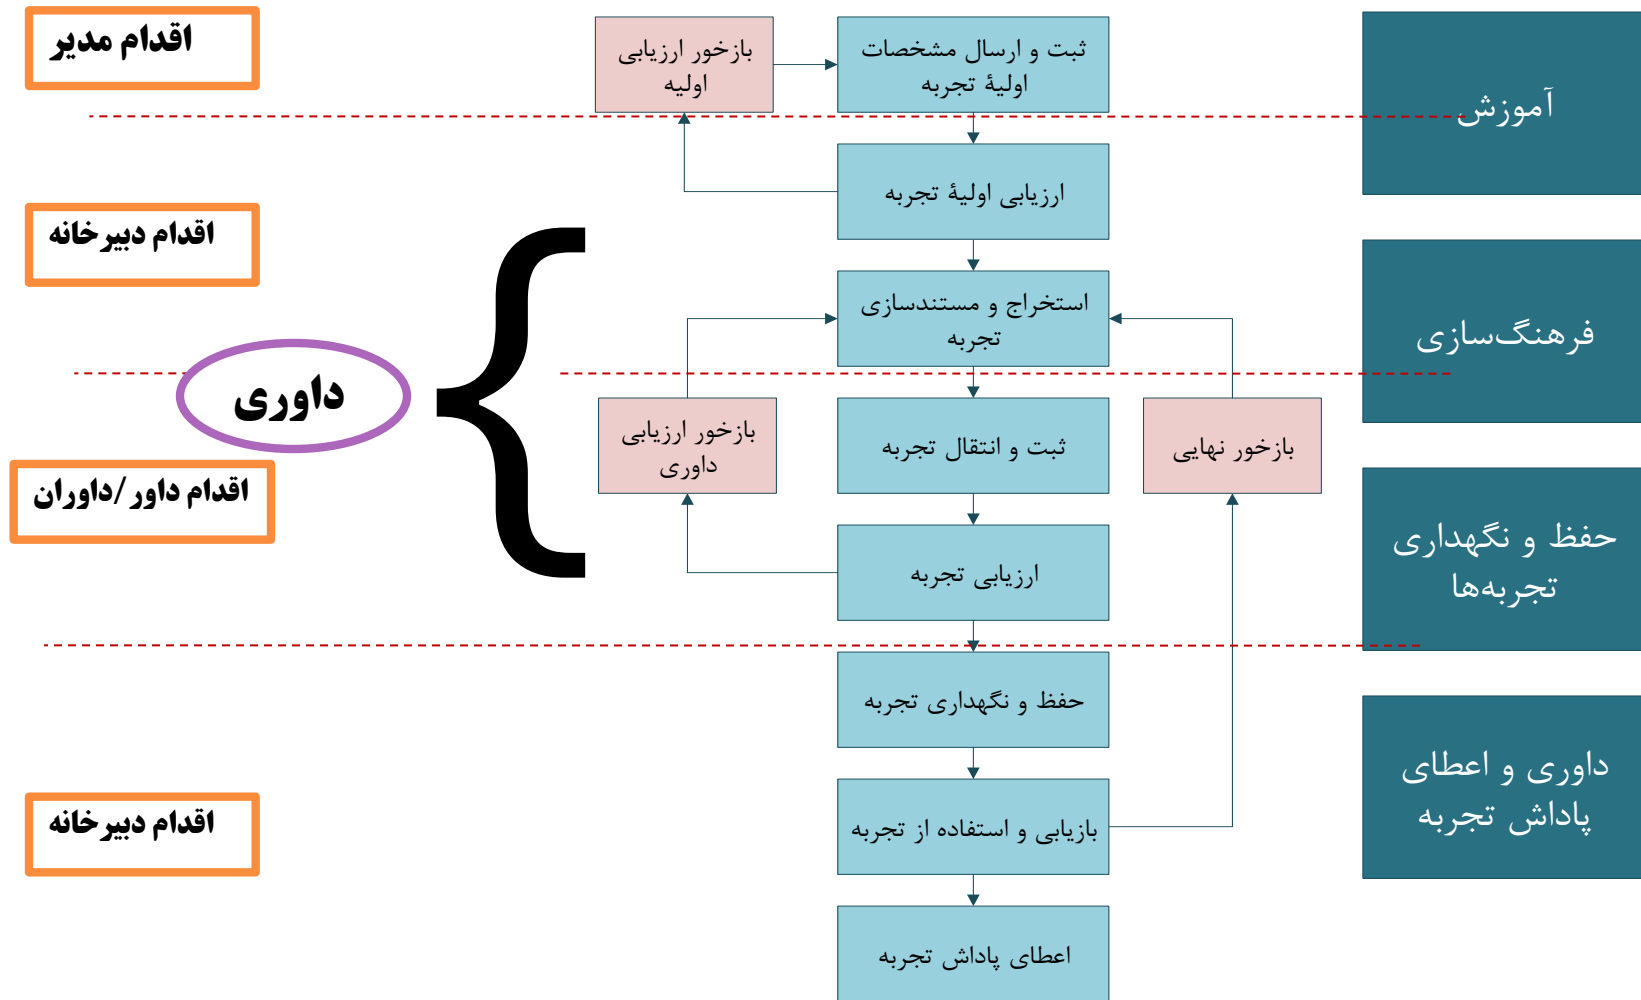 اقدام مدیر
بازخور ارزیابی
اولیه
ثبت و ارسال مشخصات
اولیۀ تجربه
آموزش
ارزیابی اولیۀ تجربه
اقدام دبیرخانه
استخراج و مستندسازی
تجربه
فرهنگ‌سازی
داوری
بازخور ارزیابی
داوری
ثبت و انتقال تجربه
بازخور نهایی
اقدام داور/داوران
حفظ و نگهداری
تجربه‌ها
ارزیابی تجربه
حفظ و نگهداری تجربه
داوری و اعطای
پاداش تجربه
اقدام دبیرخانه
بازیابی و استفاده از تجربه
اعطای پاداش تجربه